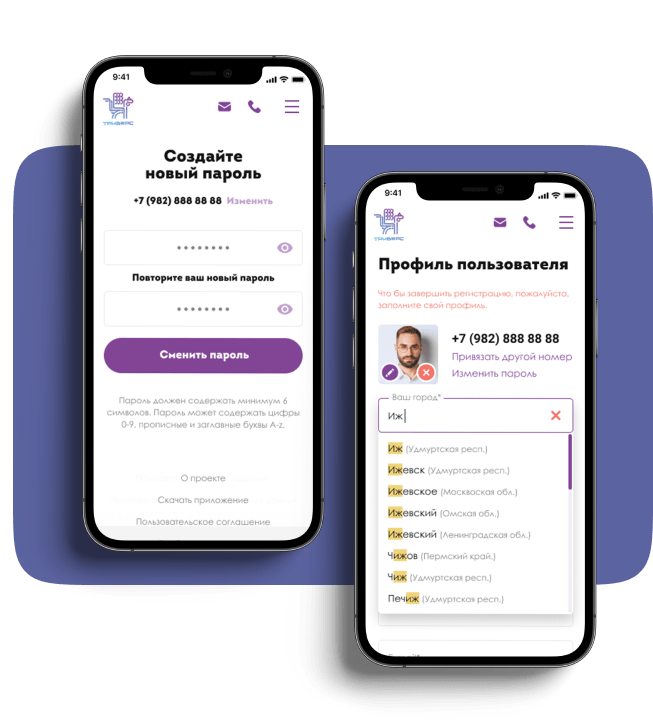 9:41
ТРИВЕРС
Создайте
новый пароль
+7 (982) 888 88 88 Изменить
Повторите ваш новый пароль
Сменить пароль
Пароль должен содержать минимум 6
символов. Пароль может содержать цифры
0-9, прописные и заглавные буквы A-z.
О проекте
Скачать приложение
Пользовательское соглашение
9:41
Профиль пользователя
Что бы завершить регистрацию, пожалуйста,
заполните свой профиль.
+7 (982) 888 88 88
Привязать другой номер
Изменить пароль
Ваш город*
Иж
Иж (Удмуртская респ.)
Ижевск (Удмуртская респ.)
Ижевское (Москвоская обл.)
Ижевский (Омская обл.)
Ижевский (Ленинградская обл.)
Чижов (Пермский край.)
Чиж (Удмуртская респ.)
Печиж (Удмуртская респ.)